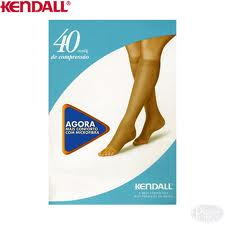 KENDALL®
40 mmHg
de compressão
AGORA
MAIS CONFORTO
COM MICROFIBRA
KENDALL